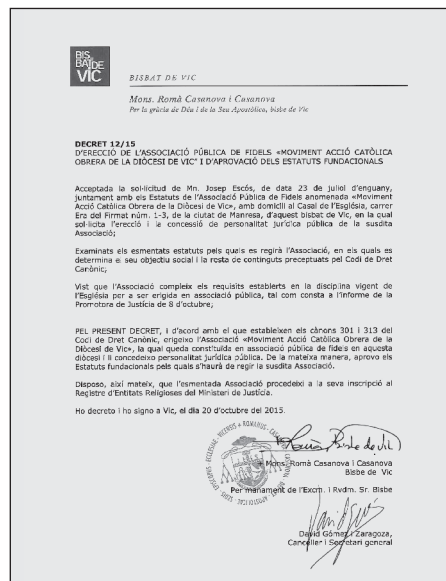 BIS
BAT DE
VIC
BISBAT DE VIC
Mons. Romà Casanova i Casanova
Per la gràcia de Déu i de la Seu Apostòlica, bisbe de Vic
DECRET 12/15
D'ERECCIÓ DE L'ASSOCIACIÓ PÚBLICA DE FIDELS «MOVIMENT ACCIÓ CATÒLICA
OBRERA DE LA DIÒCESI DE VIC" I D'APROVACIÓ DELS ESTATUTS FUNDACIONALS
Acceptada la sol·licitud de Mn. Josep Escós, de data 23 de juliol d'enguany,
juntament amb els Estatuts de l'Associació Pública de Fidels anomenada «Moviment
Acció Catòlica Obrera de la Diòcesi de Vic», amb domicili al Casal de l'Església, carrer
Era del Firmat núm. 1-3, de la ciutat de Manresa, d'aquest bisbat de Vic, en la qual
sol·licita l'erecció i la concessió de personalitat jurídica pública de la susdita
Associació;
Examinats els esmentats estatuts pels quals es regirà l'Associació, en els quals es
determina el seu objectiu social i la resta de continguts preceptuats pel Codi de Dret
Canònic;
Vist que l'Associació compleix els requisits establerts en la disciplina vigent de
l'Església per a ser erigida en associació pública, tal com consta a l'informe de la
Promotora de Justícia de 8 d'octubre;
PEL PRESENT DECRET, i d'acord amb el que estableixen els cànons 301 i 313 del
Codi de Dret Canònic, erigeixo l'Associació «Moviment Acció Catòlica Obrera de la
Diòcesi de Vic», la qual queda constituïda en associació pública de fidels en aquesta
diòcesi i li concedeixo personalitat jurídica pública. De la mateixa manera, aprovo els
Estatuts fundacionals pels quals s'haurà de regir la susdita Associació.
Disposo, així mateix, que l'esmentada Associació procedeixi a la seva inscripció al
Registre d'Entitats Religioses del Ministeri de Justícia.
Ho decreto i ho signo a Vic, el dia 20 d'octubre del 2015.
Bisbe de Vic
+ Mons. Romà Casanova i Casanova
Bisbe de Vic
Per manament de l'Excm. i Rvdm. Sr. Bisbe
David Gómez i Zaragoza,
Canceller i Secretari general